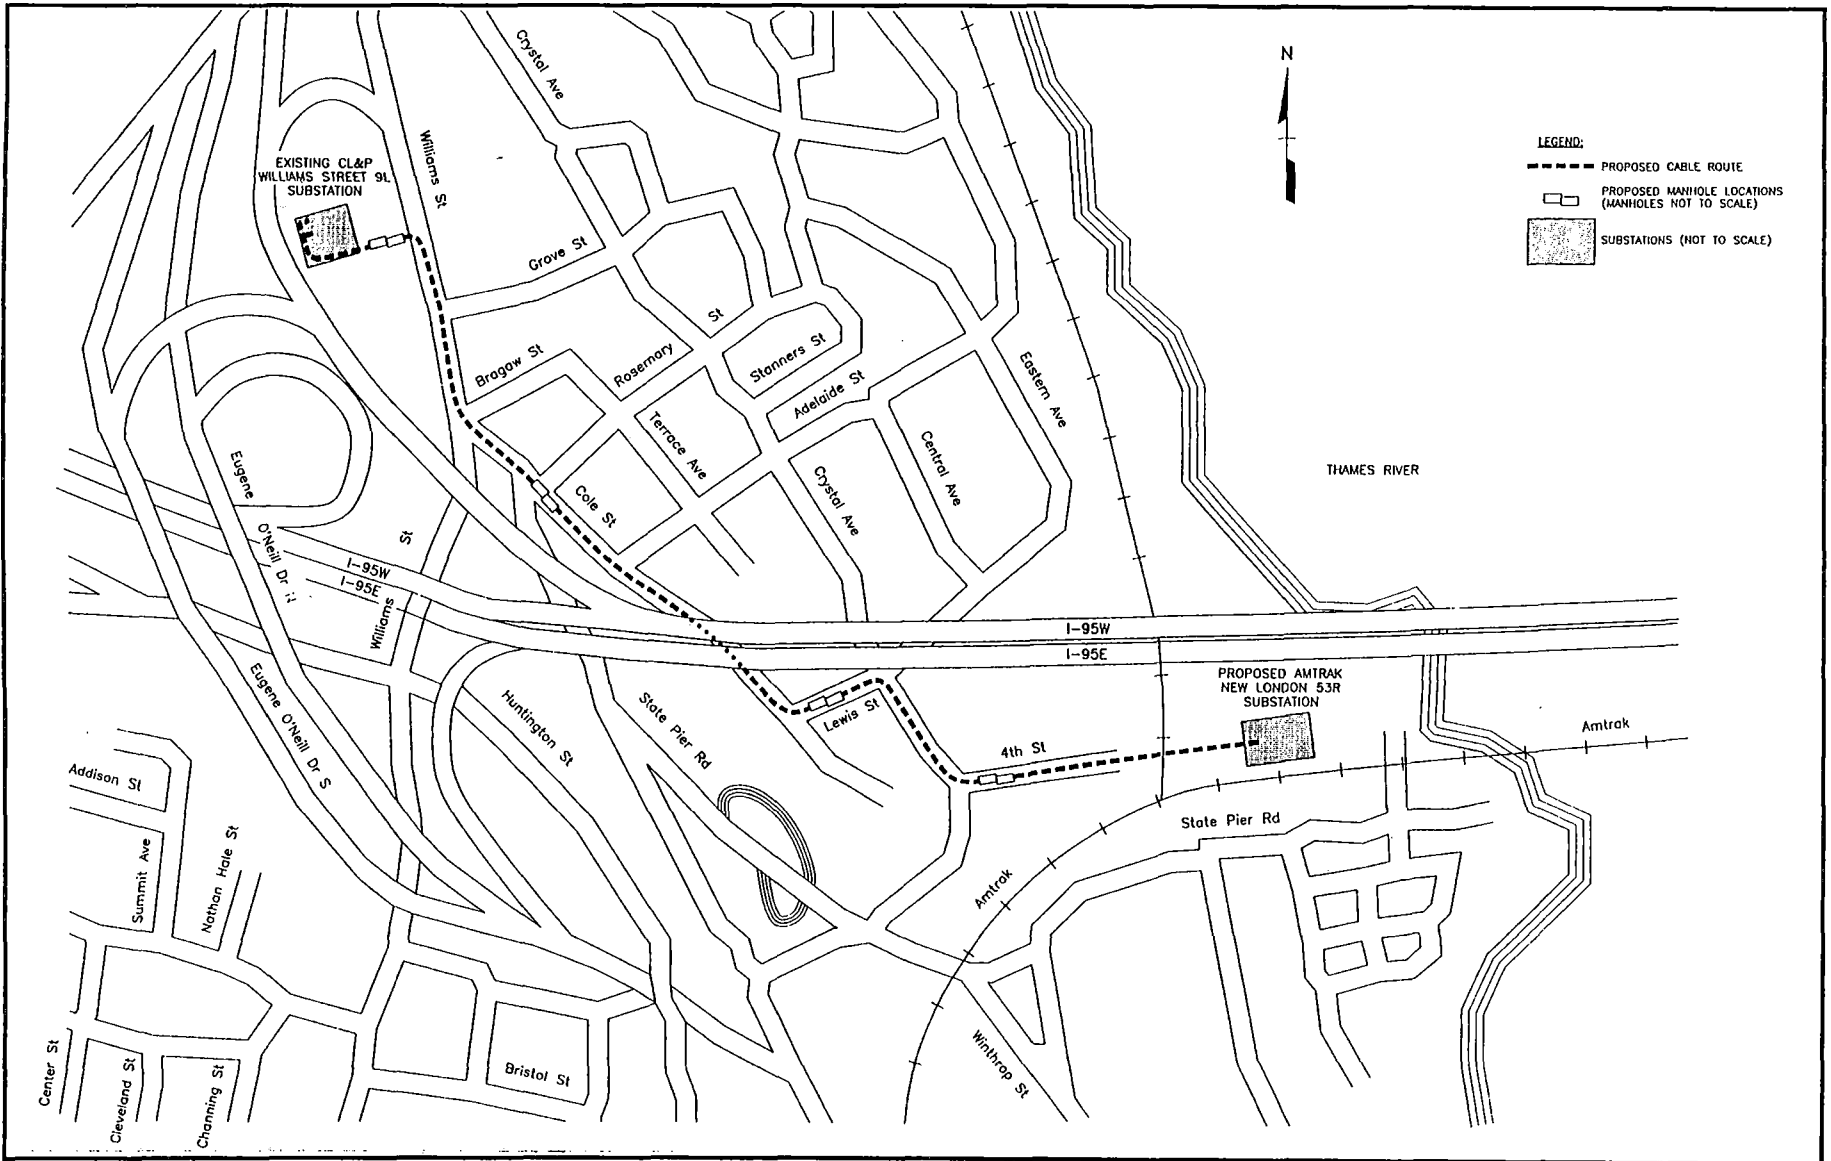 N
LEGEND:
PROPOSED CABLE ROUTE
PROPOSED MANHOLE LOCATIONS
(MANHOLES NOT TO SCALE)
SUBSTATIONS (NOT TO SCALE)
Crystal Ave
Williams St
EXISTING CL&P
WILLIAMS STREET 9L
SUBSTATION
Grove St
Bragaw St
Rosemary
St
Stanners St
Adelaide St
Eastern Ave
Terrace Ave
Central Ave
Crystal Ave
Cole St
THAMES RIVER
Eugene
O'Neill Dr N
St
Williams
I-95W
I-95E
I-95W
I-95E
PROPOSED AMTRAK
NEW LONDON 53R
SUBSTATION
Amtrak
Lewis St
4th St
State Pier Rd
Huntington St
Eugene O'Neill Dr S
State Pier Rd
Addison St
Summit Ave
Nathan Hale St
Amtrak
Winthrop St
Bristol St
Center St
Cleveland St
Channing St